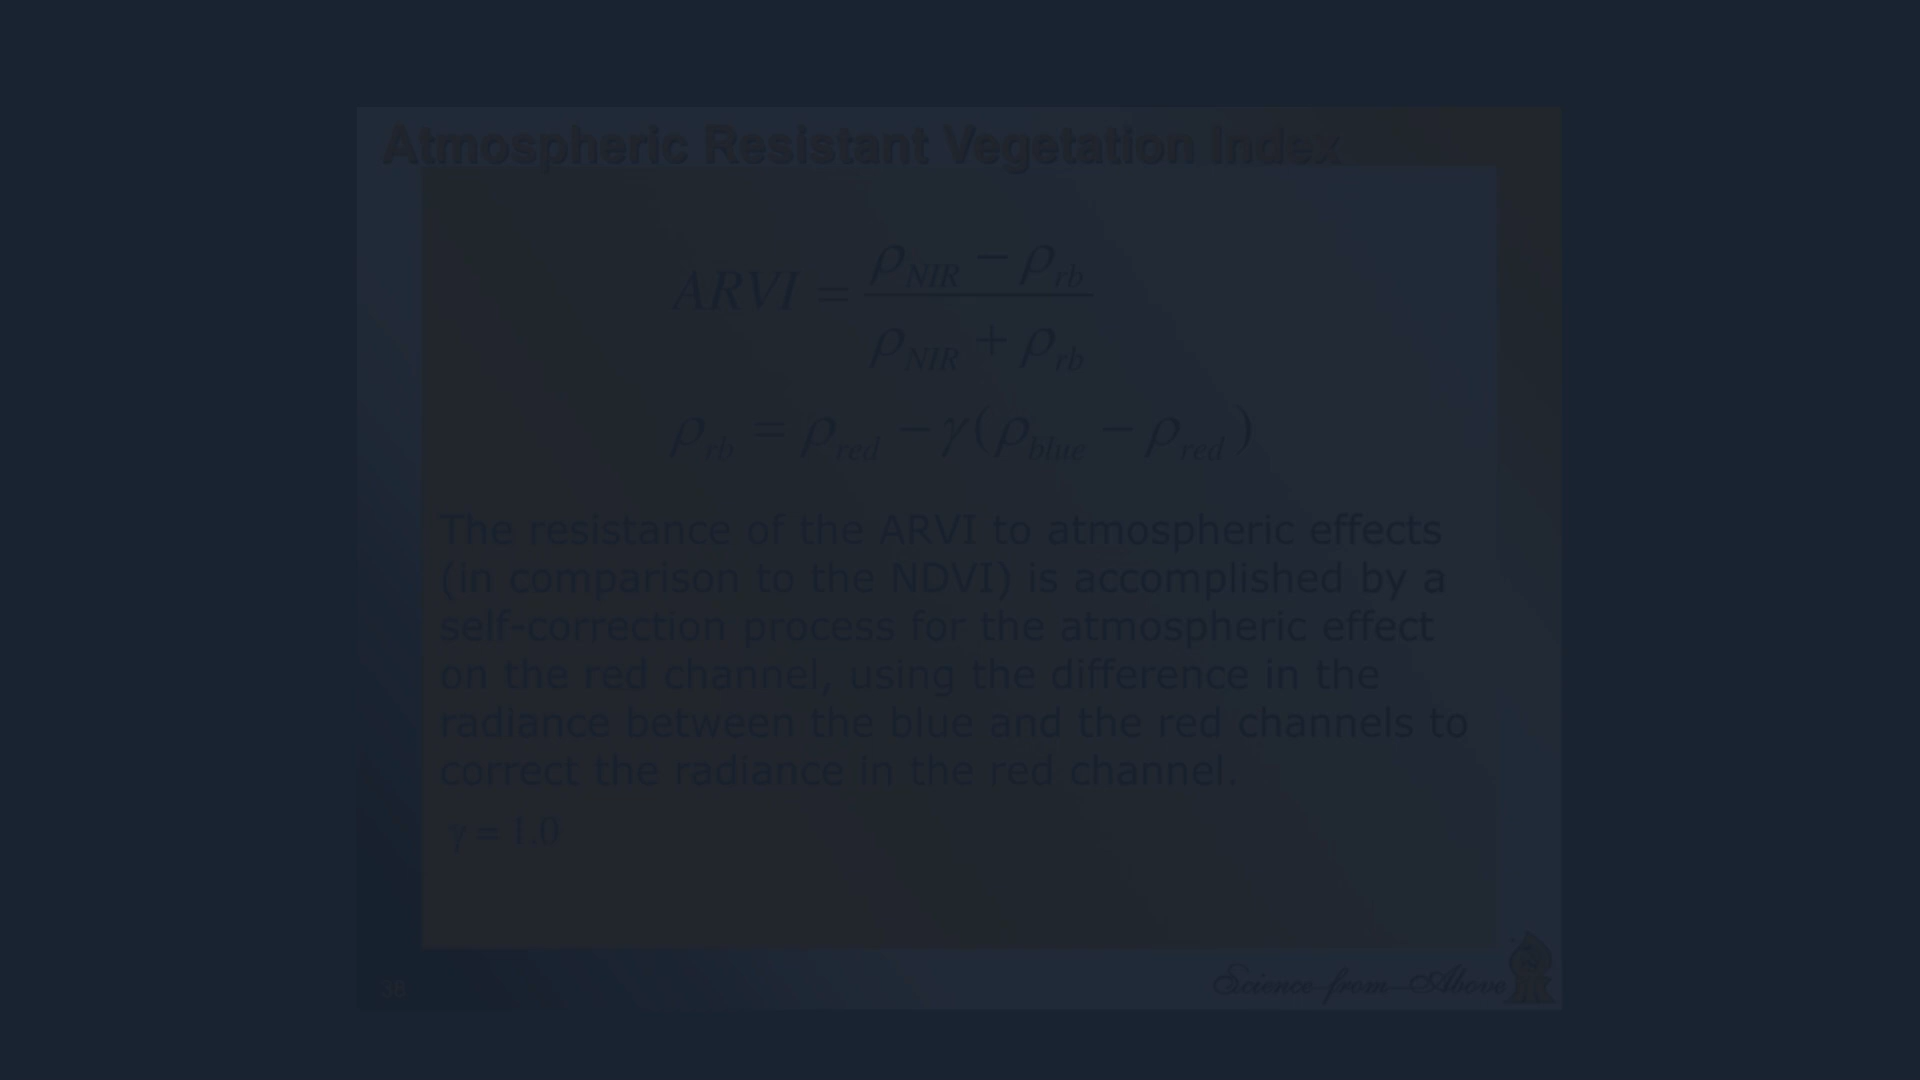 Atmospheric Resistant Vegetation Index
ARVI = (ρNIR − ρrb) / (ρNIR + ρrb)
ρrb = ρred − γ(ρblue − ρred)
The resistance of the ARVI to atmospheric effects
(in comparison to the NDVI) is accomplished by a
self-correction process for the atmospheric effect
on the red channel, using the difference in the
radiance between the blue and the red channels to
correct the radiance in the red channel.
γ = 1.0
38
Science from Above